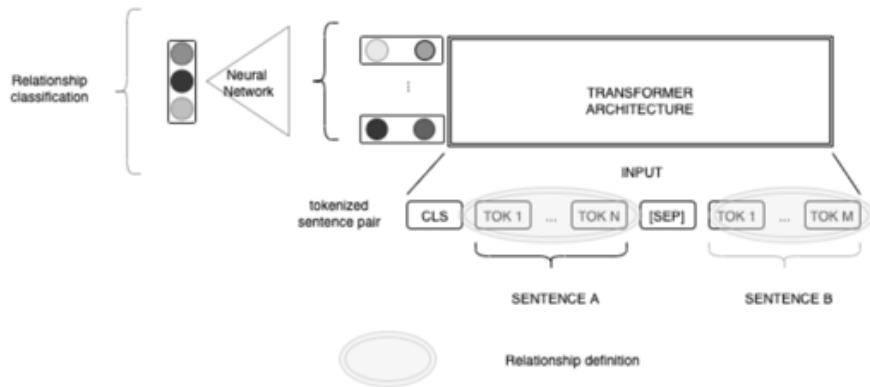 Relationship
classification
Neural
Network
...
TRANSFORMER
ARCHITECTURE
INPUT
tokenized
sentence pair
CLS
TOK 1
...
TOK N
[SEP]
TOK 1
...
TOK M
SENTENCE A
SENTENCE B
Relationship definition